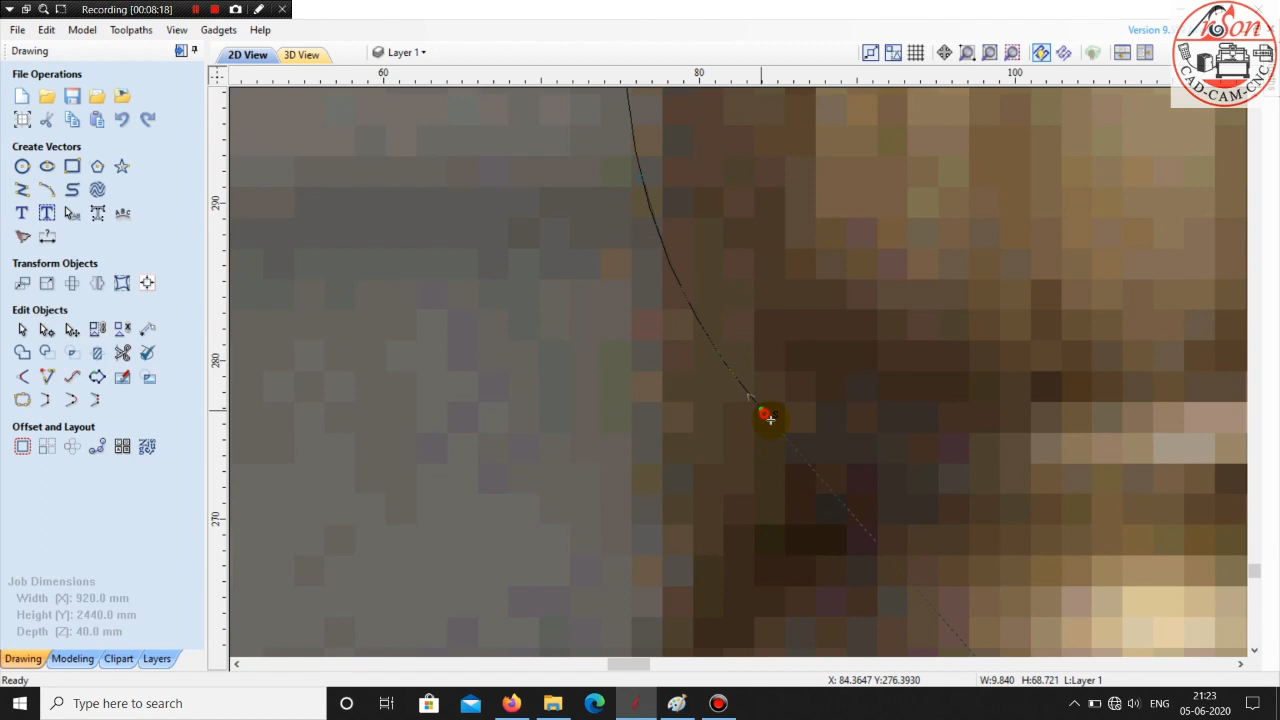 Recording [00:08:18]
File Edit Model Toolpaths View Gadgets Help
Version 9.
Drawing
2D View 3D View Layer 1
File Operations
60 80 100
Create Vectors
290
Transform Objects
Edit Objects
280
Offset and Layout
270
Job Dimensions
Width (X): 920.0 mm
Height (Y): 2440.0 mm
Depth (Z): 40.0 mm
Drawing Modeling Clipart Layers
Ready
X: 84.3647 Y:276.3930 W:9.840 H:68.721 L:Layer 1
Type here to search
ENG
21:23
05-06-2020
CAD-CAM-CNC